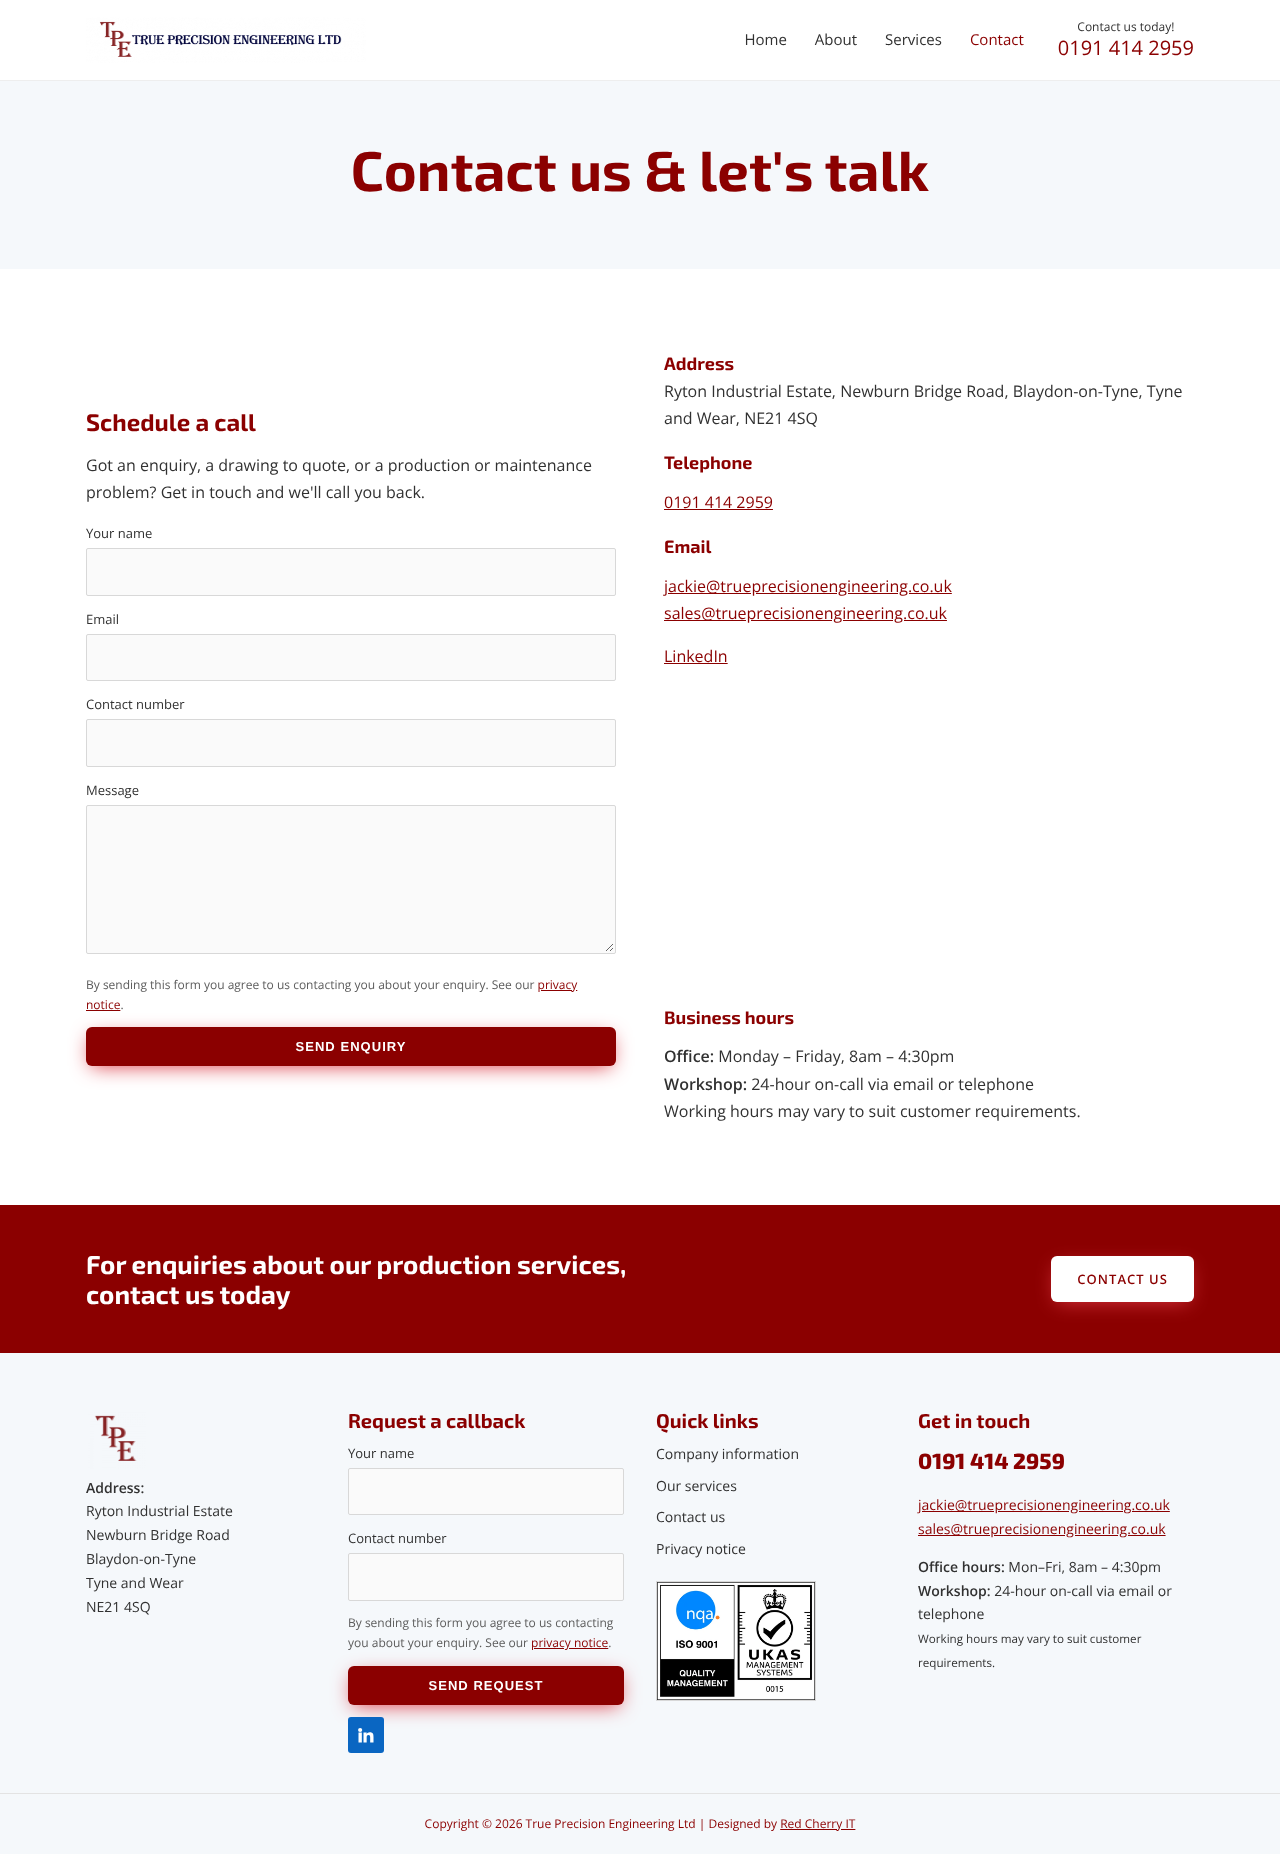 TPE TRUE PRECISION ENGINEERING LTD
Home About Services Contact
Contact us today!
0191 414 2959
Contact us & let's talk
Schedule a call
Got an enquiry, a drawing to quote, or a production or maintenance
problem? Get in touch and we'll call you back.
Your name
Email
Contact number
Message
By sending this form you agree to us contacting you about your enquiry. See our privacy
notice.
SEND ENQUIRY
Address
Ryton Industrial Estate, Newburn Bridge Road, Blaydon-on-Tyne, Tyne
and Wear, NE21 4SQ
Telephone
0191 414 2959
Email
jackie@trueprecisionengineering.co.uk
sales@trueprecisionengineering.co.uk
LinkedIn
Business hours
Office: Monday – Friday, 8am – 4:30pm
Workshop: 24-hour on-call via email or telephone
Working hours may vary to suit customer requirements.
For enquiries about our production services,
contact us today
CONTACT US
TPE
Address:
Ryton Industrial Estate
Newburn Bridge Road
Blaydon-on-Tyne
Tyne and Wear
NE21 4SQ
Request a callback
Your name
Contact number
By sending this form you agree to us contacting
you about your enquiry. See our privacy notice.
SEND REQUEST
in
Quick links
Company information
Our services
Contact us
Privacy notice
nqa.
ISO 9001
QUALITY
MANAGEMENT
UKAS
MANAGEMENT
SYSTEMS
0015
Get in touch
0191 414 2959
jackie@trueprecisionengineering.co.uk
sales@trueprecisionengineering.co.uk
Office hours: Mon–Fri, 8am – 4:30pm
Workshop: 24-hour on-call via email or
telephone
Working hours may vary to suit customer
requirements.
Copyright © 2026 True Precision Engineering Ltd | Designed by Red Cherry IT